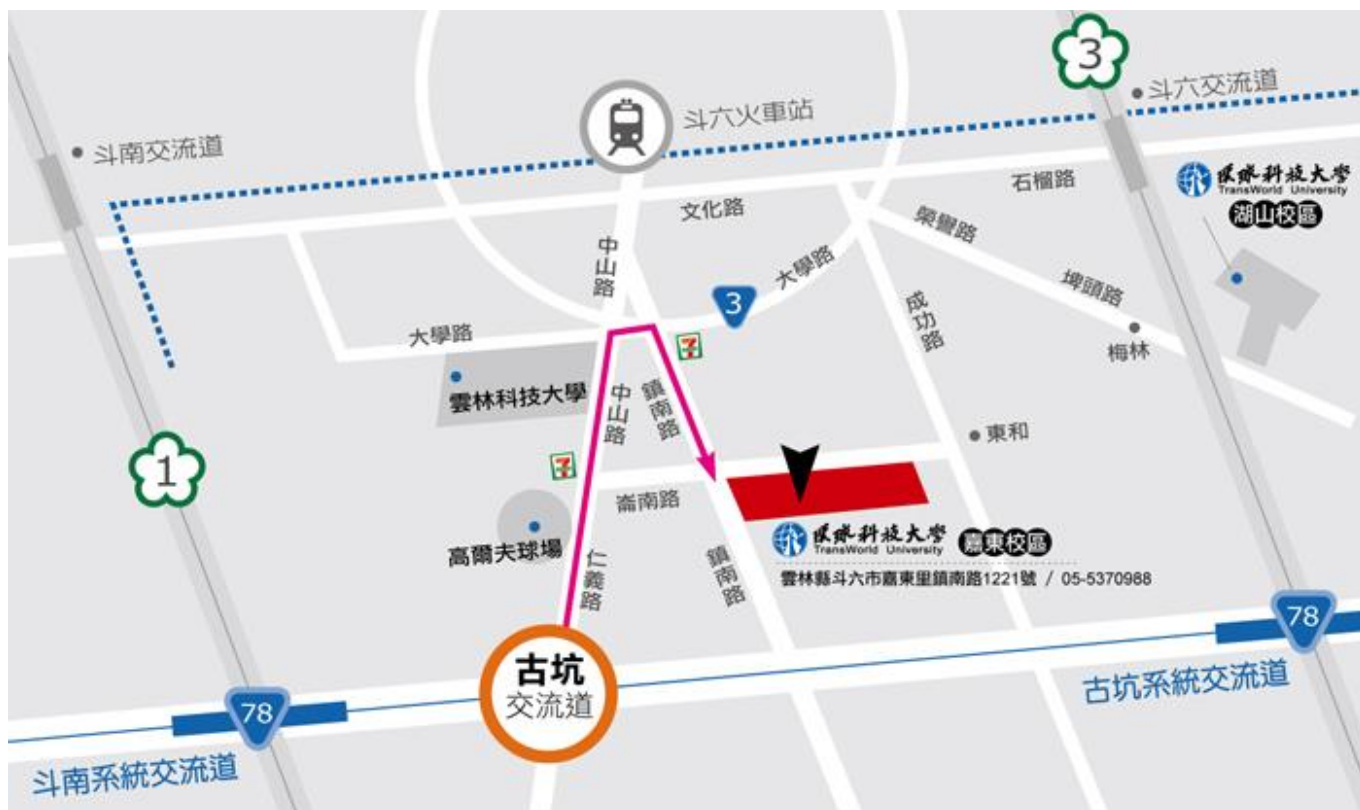 3
斗六交流道
斗六火車站
斗南交流道
環球科技大學
TransWorld University
湖山校區
石榴路
文化路
榮譽路
中山路
大學路
3
埤頭路
成功路
大學路
梅林
7
雲林科技大學
中山路
鎮南路
東和
1
7
崙南路
環球科技大學
TransWorld University
嘉東校區
高爾夫球場
仁義路
鎮南路
雲林縣斗六市嘉東里鎮南路1221號 / 05-5370988
78
古坑
交流道
古坑系統交流道
78
斗南系統交流道